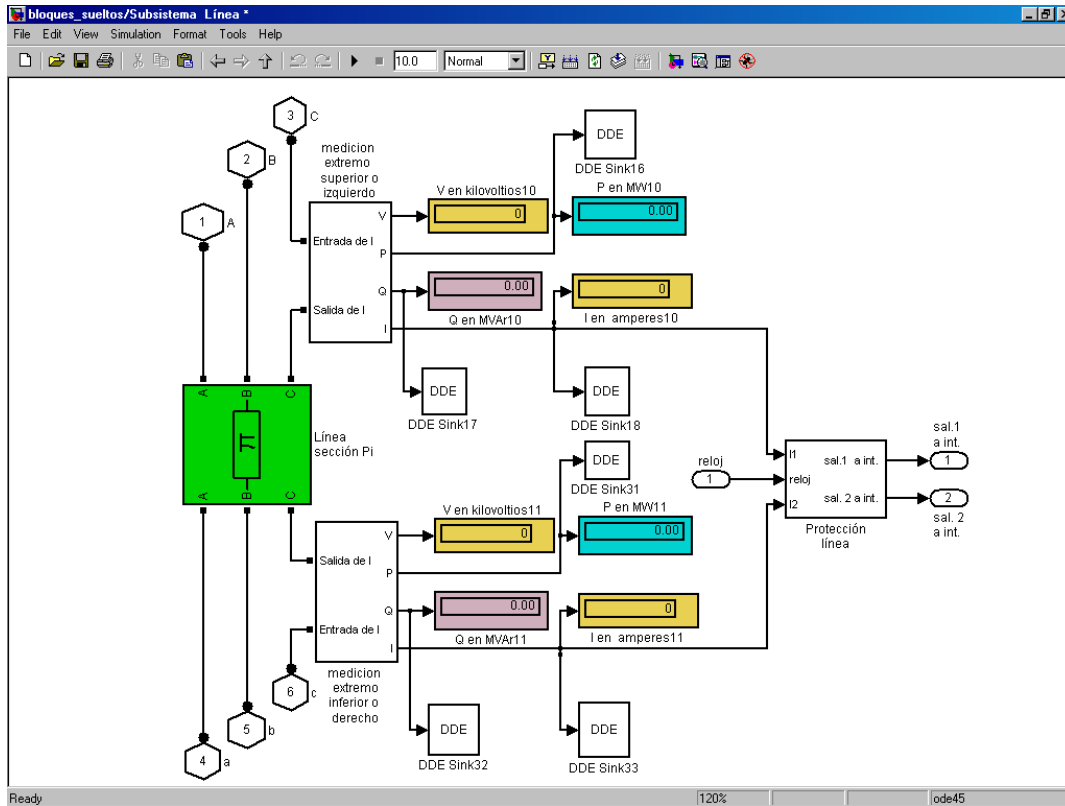 bloques_sueltos/Subsistema Línea *
File Edit View Simulation Format Tools Help
10.0 Normal
3 C
2 B
1 A
medicion
extremo
superior o
izquierdo
Entrada de I
Salida de I
V
P
Q
I
V en kilovoltios10
0
DDE
DDE Sink16
P en MW10
0.00
0.00
Q en MVAr10
0
I en amperes10
DDE
DDE Sink17
DDE
DDE Sink18
A B C
π
A B C
Línea
sección Pi
DDE
DDE Sink31
V en kilovoltios11
0
P en MW11
0.00
Salida de I
Entrada de I
V
P
Q
I
0.00
Q en MVAr11
0
I en amperes11
medicion
extremo
inferior o
derecho
6 c
5 b
4 a
DDE
DDE Sink32
DDE
DDE Sink33
reloj
1
I1
reloj
I2
sal.1 a int.
sal. 2 a int.
Protección
línea
sal.1
a int.
1
2
sal. 2
a int.
Ready 120% ode45